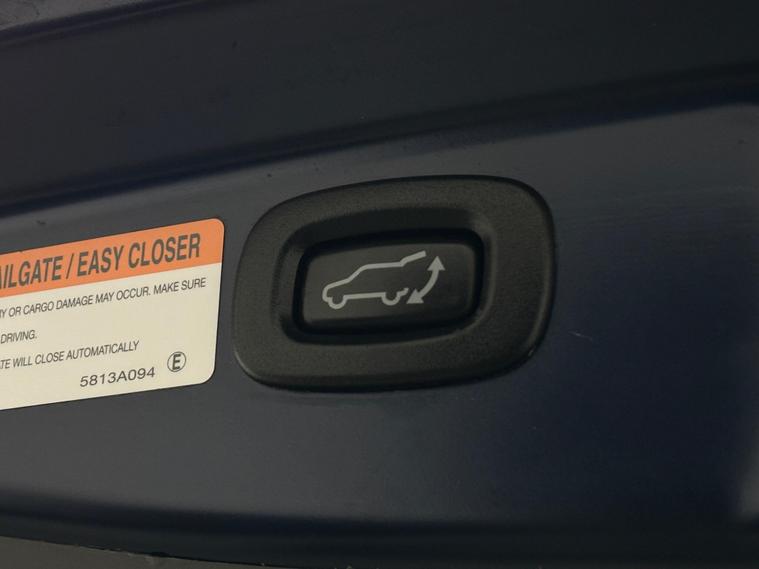 AILGATE / EASY CLOSER
Y OR CARGO DAMAGE MAY OCCUR. MAKE SURE
DRIVING.
TE WILL CLOSE AUTOMATICALLY
5813A094 E